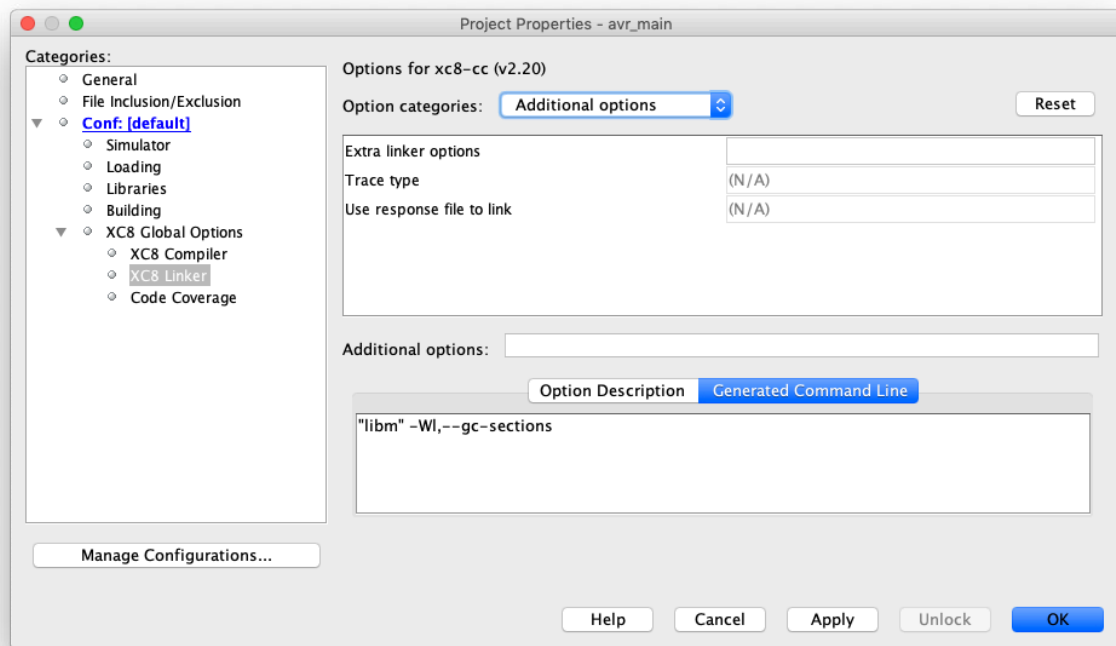 Project Properties - avr_main
Categories:
General
File Inclusion/Exclusion
Conf: [default]
Simulator
Loading
Libraries
Building
XC8 Global Options
XC8 Compiler
XC8 Linker
Code Coverage
Manage Configurations...
Options for xc8-cc (v2.20)
Option categories: Additional options Reset
Extra linker options
Trace type (N/A)
Use response file to link (N/A)
Additional options:
Option Description Generated Command Line
"libm" -Wl,--gc-sections
Help Cancel Apply Unlock OK